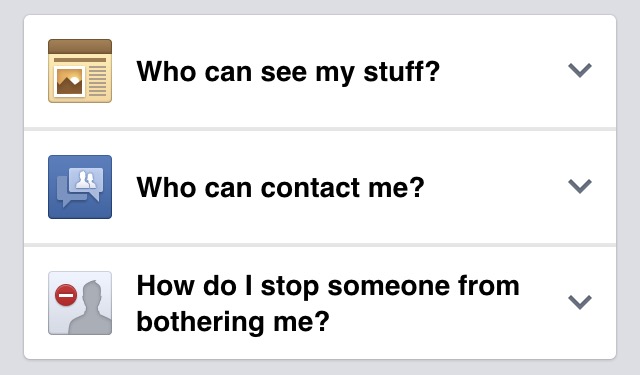 Who can see my stuff?
Who can contact me?
How do I stop someone from
bothering me?